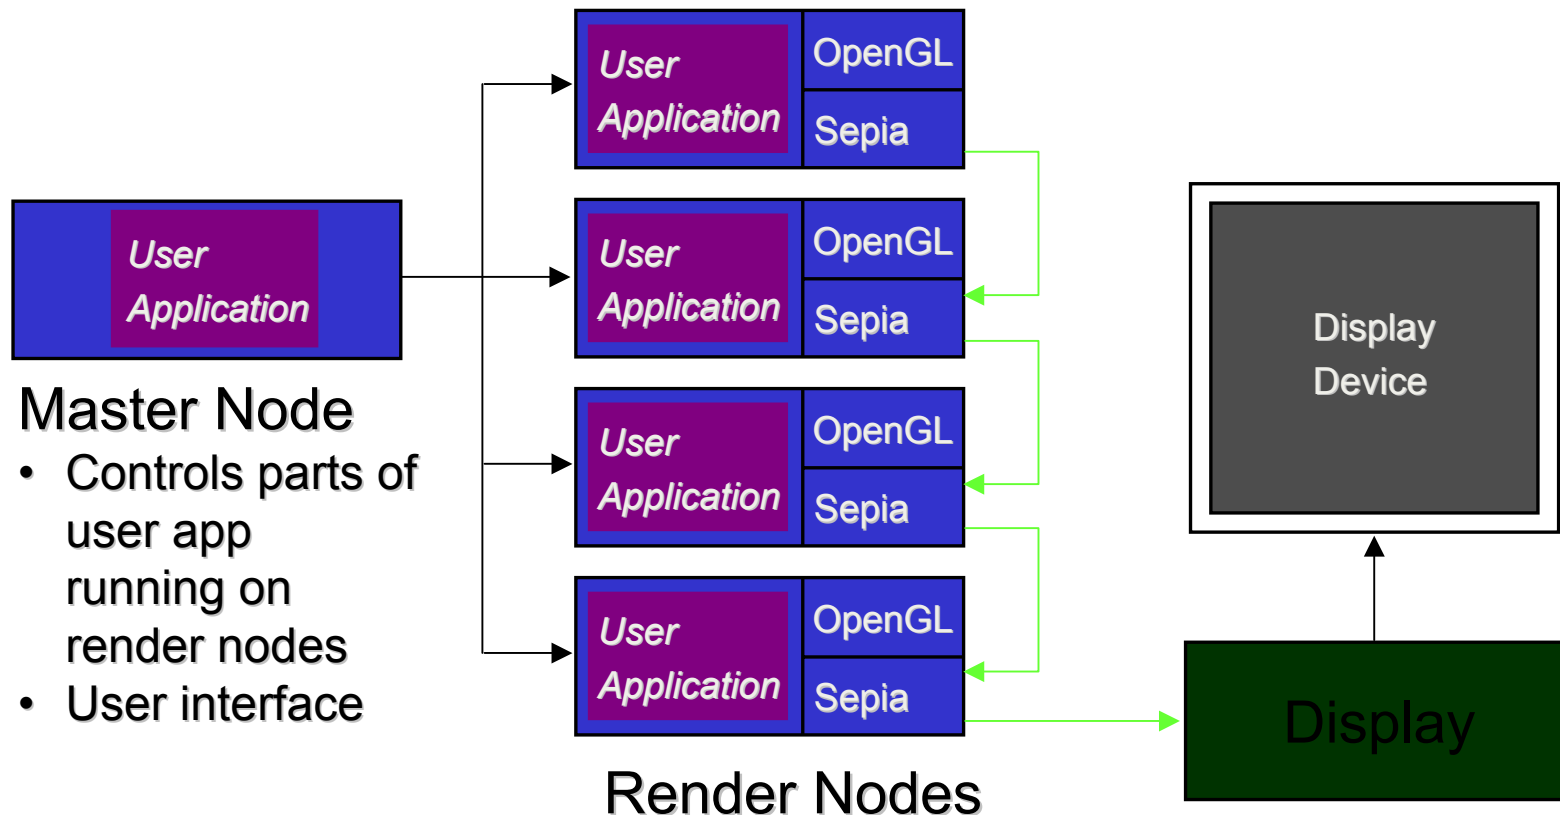 User
Application
Master Node
• Controls parts of
user app
running on
render nodes
• User interface
User
Application
OpenGL
Sepia
User
Application
OpenGL
Sepia
User
Application
OpenGL
Sepia
User
Application
OpenGL
Sepia
Render Nodes
Display
Device
Display